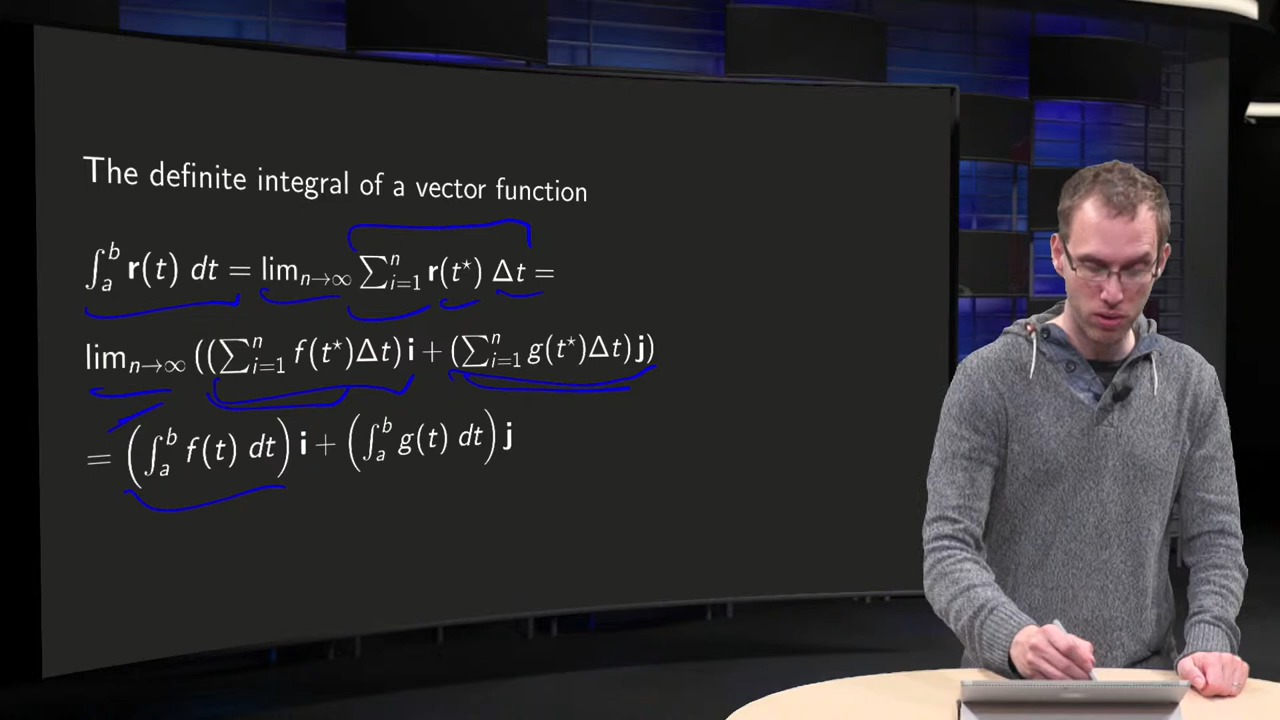 The definite integral of a vector function
∫_a^b r(t) dt = lim_{n→∞} ∑_{i=1}^n r(t*) Δt =
lim_{n→∞} ((∑_{i=1}^n f(t*)Δt) i + (∑_{i=1}^n g(t*)Δt) j)
= (∫_a^b f(t) dt) i + (∫_a^b g(t) dt) j